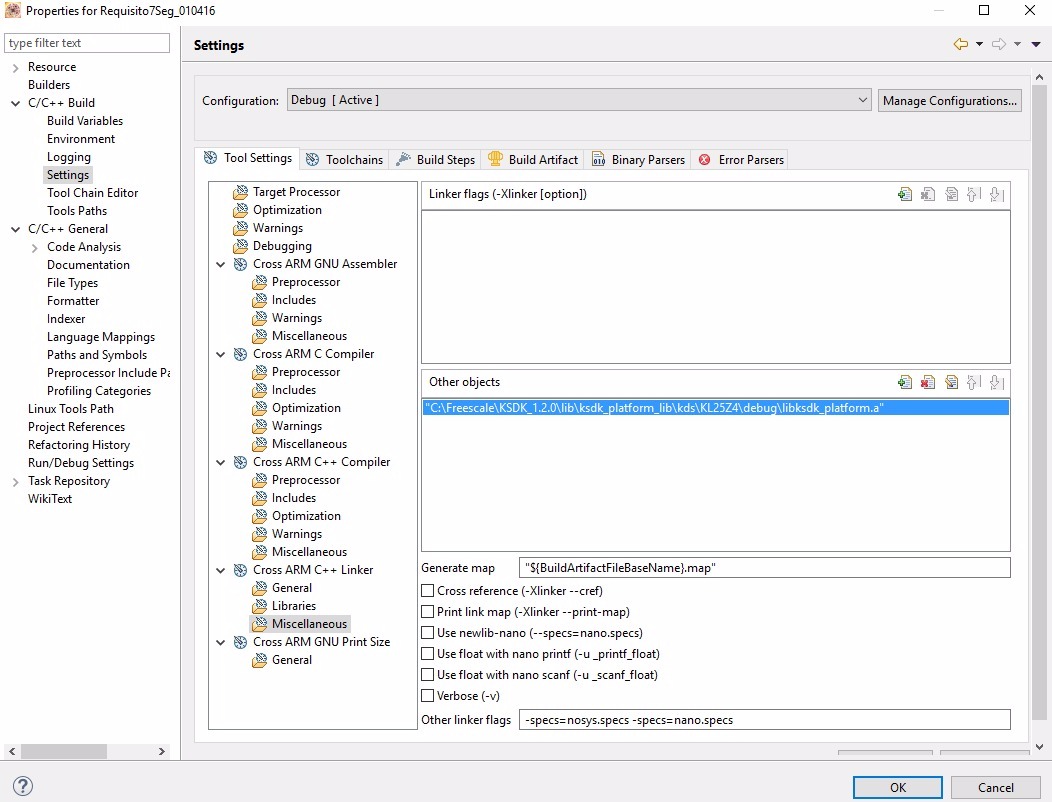 Properties for Requisito7Seg_010416
type filter text
Resource
Builders
C/C++ Build
Build Variables
Environment
Logging
Settings
Tool Chain Editor
Tools Paths
C/C++ General
Code Analysis
Documentation
File Types
Formatter
Indexer
Language Mappings
Paths and Symbols
Preprocessor Include Pa
Profiling Categories
Linux Tools Path
Project References
Refactoring History
Run/Debug Settings
Task Repository
WikiText
Settings
Configuration:
Debug [ Active ]
Manage Configurations...
Tool Settings
Toolchains
Build Steps
Build Artifact
Binary Parsers
Error Parsers
Target Processor
Optimization
Warnings
Debugging
Cross ARM GNU Assembler
Preprocessor
Includes
Warnings
Miscellaneous
Cross ARM C Compiler
Preprocessor
Includes
Optimization
Warnings
Miscellaneous
Cross ARM C++ Compiler
Preprocessor
Includes
Optimization
Warnings
Miscellaneous
Cross ARM C++ Linker
General
Libraries
Miscellaneous
Cross ARM GNU Print Size
General
Linker flags (-Xlinker [option])
Other objects
"C:\Freescale\KSDK_1.2.0\lib\ksdk_platform_lib\kds\KL25Z4\debug\libksdk_platform.a"
Generate map
"${BuildArtifactFileBaseName}.map"
Cross reference (-Xlinker --cref)
Print link map (-Xlinker --print-map)
Use newlib-nano (--specs=nano.specs)
Use float with nano printf (-u _printf_float)
Use float with nano scanf (-u _scanf_float)
Verbose (-v)
Other linker flags
-specs=nosys.specs -specs=nano.specs
OK
Cancel